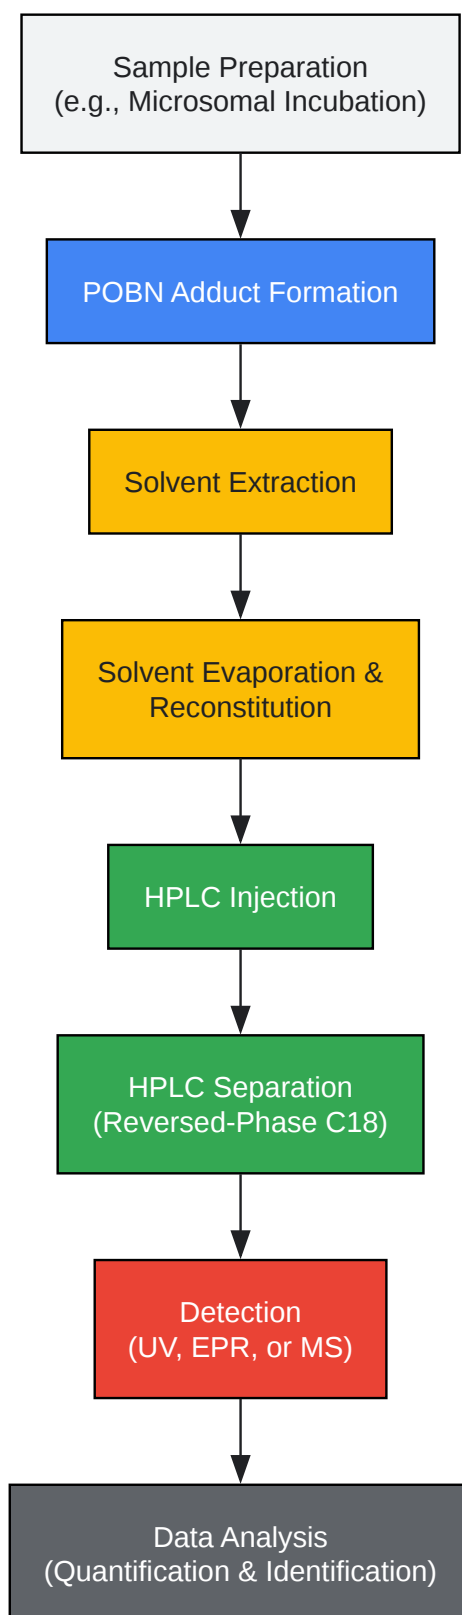 Sample Preparation
(e.g., Microsomal Incubation)
POBN Adduct Formation
Solvent Extraction
Solvent Evaporation &
Reconstitution
HPLC Injection
HPLC Separation
(Reversed-Phase C18)
Detection
(UV, EPR, or MS)
Data Analysis
(Quantification & Identification)